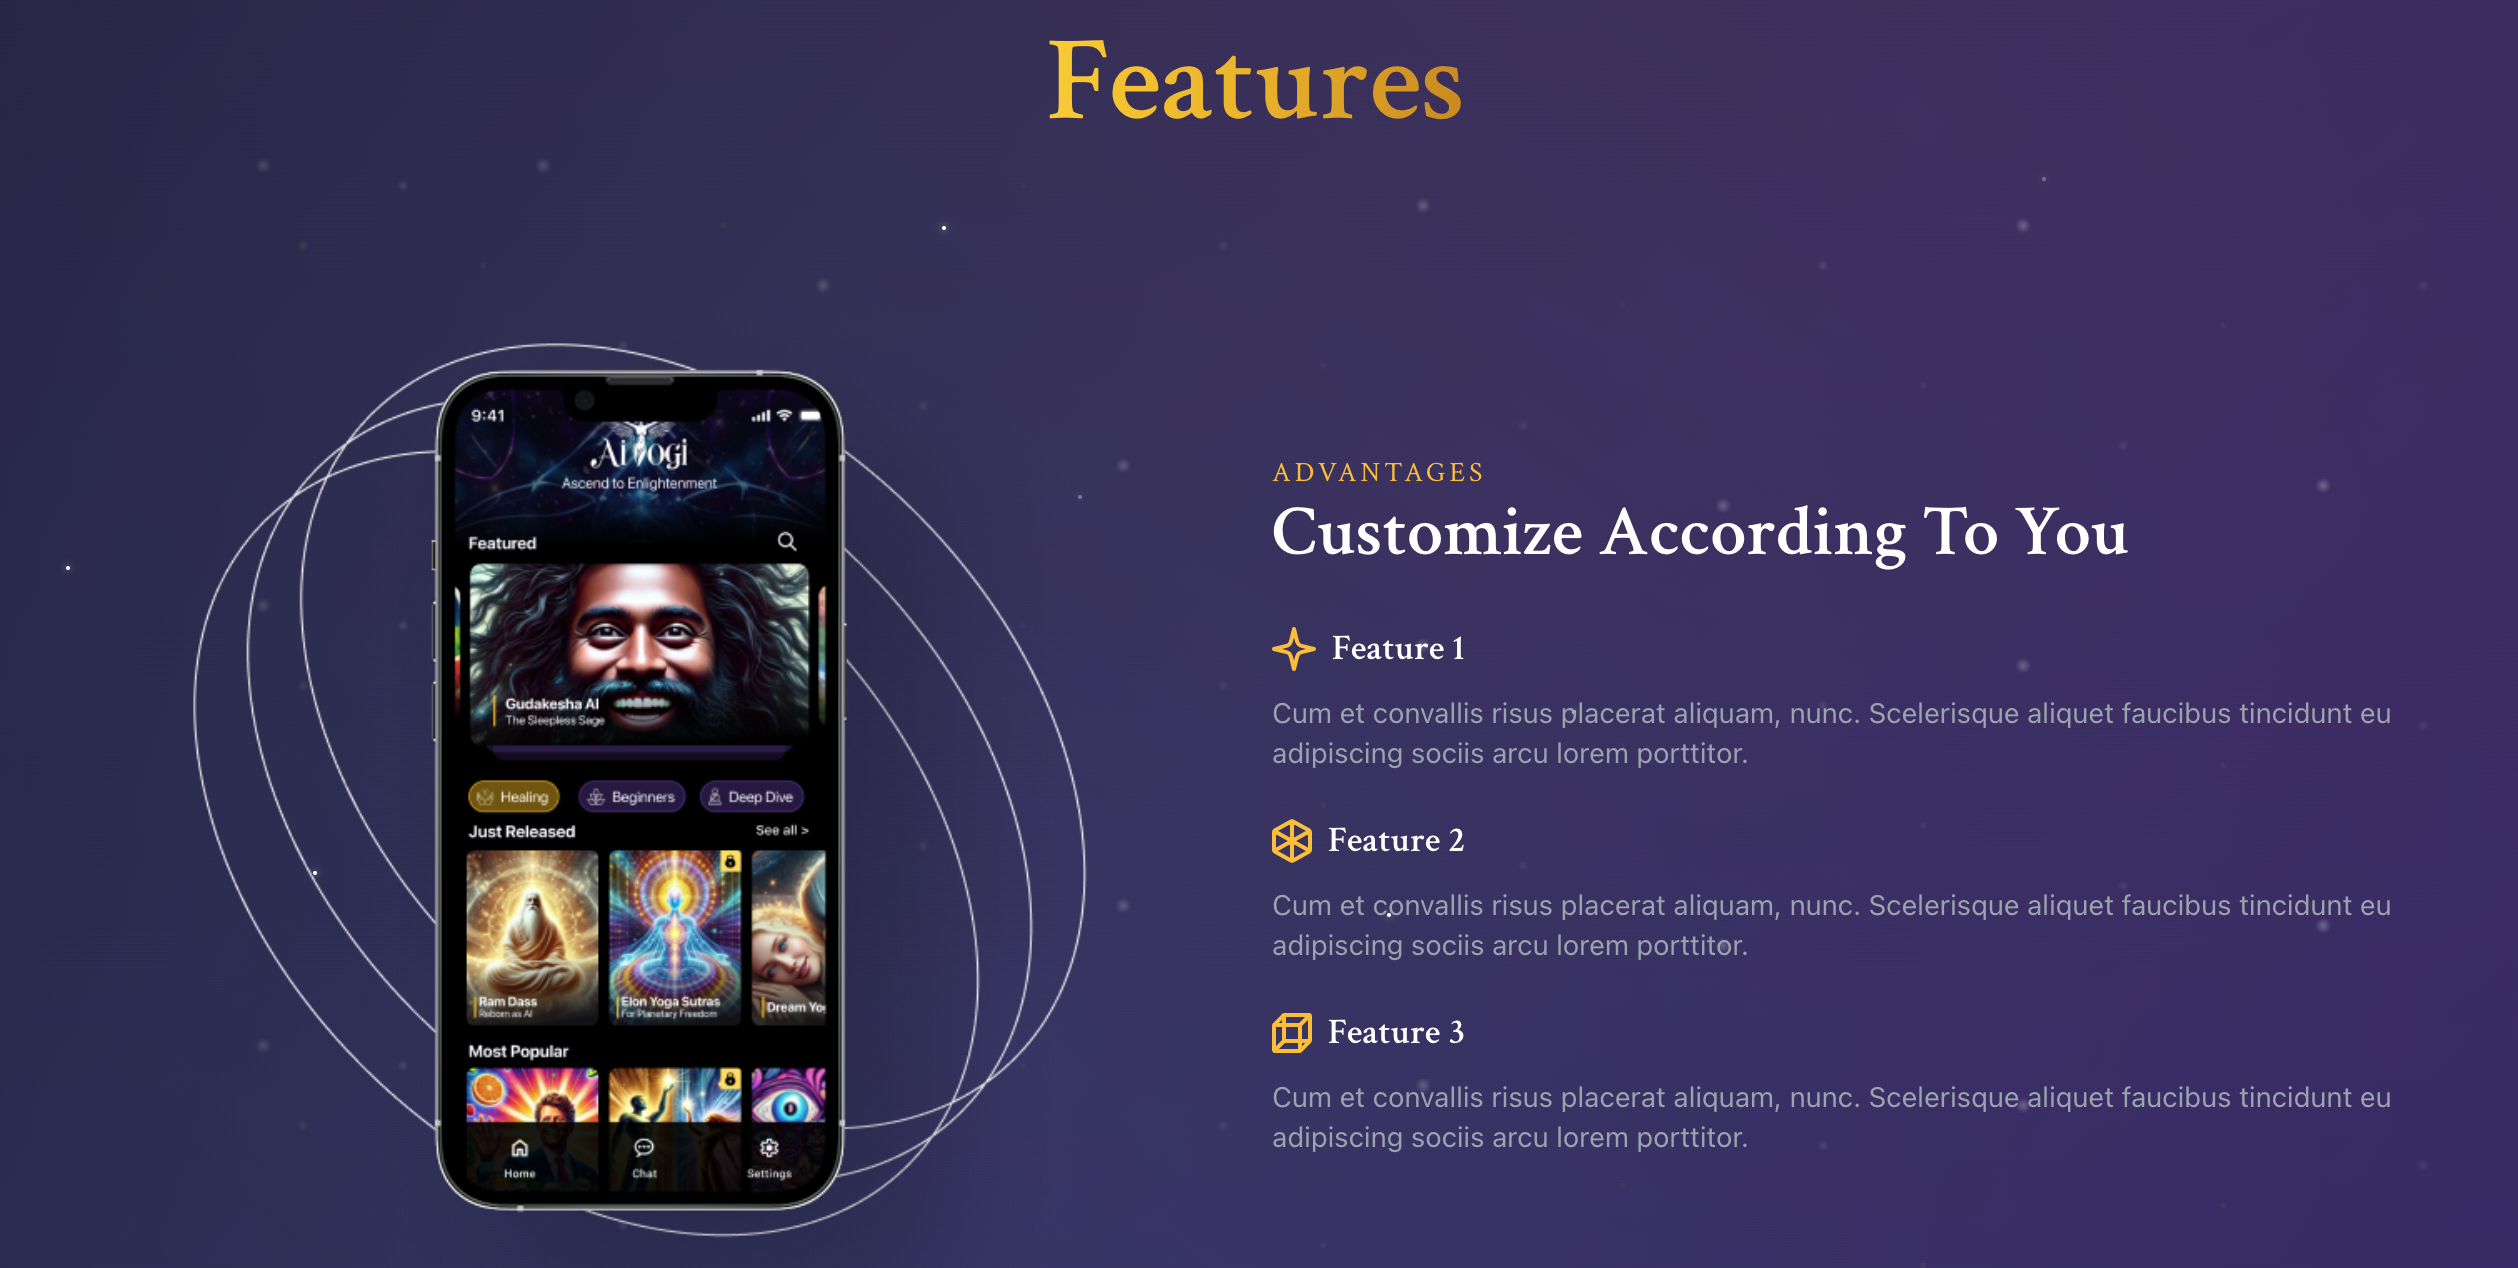 Features
9:41
Ai Yogi
Ascend to Enlightenment
Featured
Gudakesha AI
The Sleepless Sage
Healing
Beginners
Deep Dive
Just Released
See all >
Ram Dass
Reborn as AI
Elon Yoga Sutras
For Planetary Freedom
Dream Yo
Most Popular
Home
Chat
Settings
ADVANTAGES
Customize According To You
Feature 1
Cum et convallis risus placerat aliquam, nunc. Scelerisque aliquet faucibus tincidunt eu
adipiscing sociis arcu lorem porttitor.
Feature 2
Cum et convallis risus placerat aliquam, nunc. Scelerisque aliquet faucibus tincidunt eu
adipiscing sociis arcu lorem porttitor.
Feature 3
Cum et convallis risus placerat aliquam, nunc. Scelerisque aliquet faucibus tincidunt eu
adipiscing sociis arcu lorem porttitor.